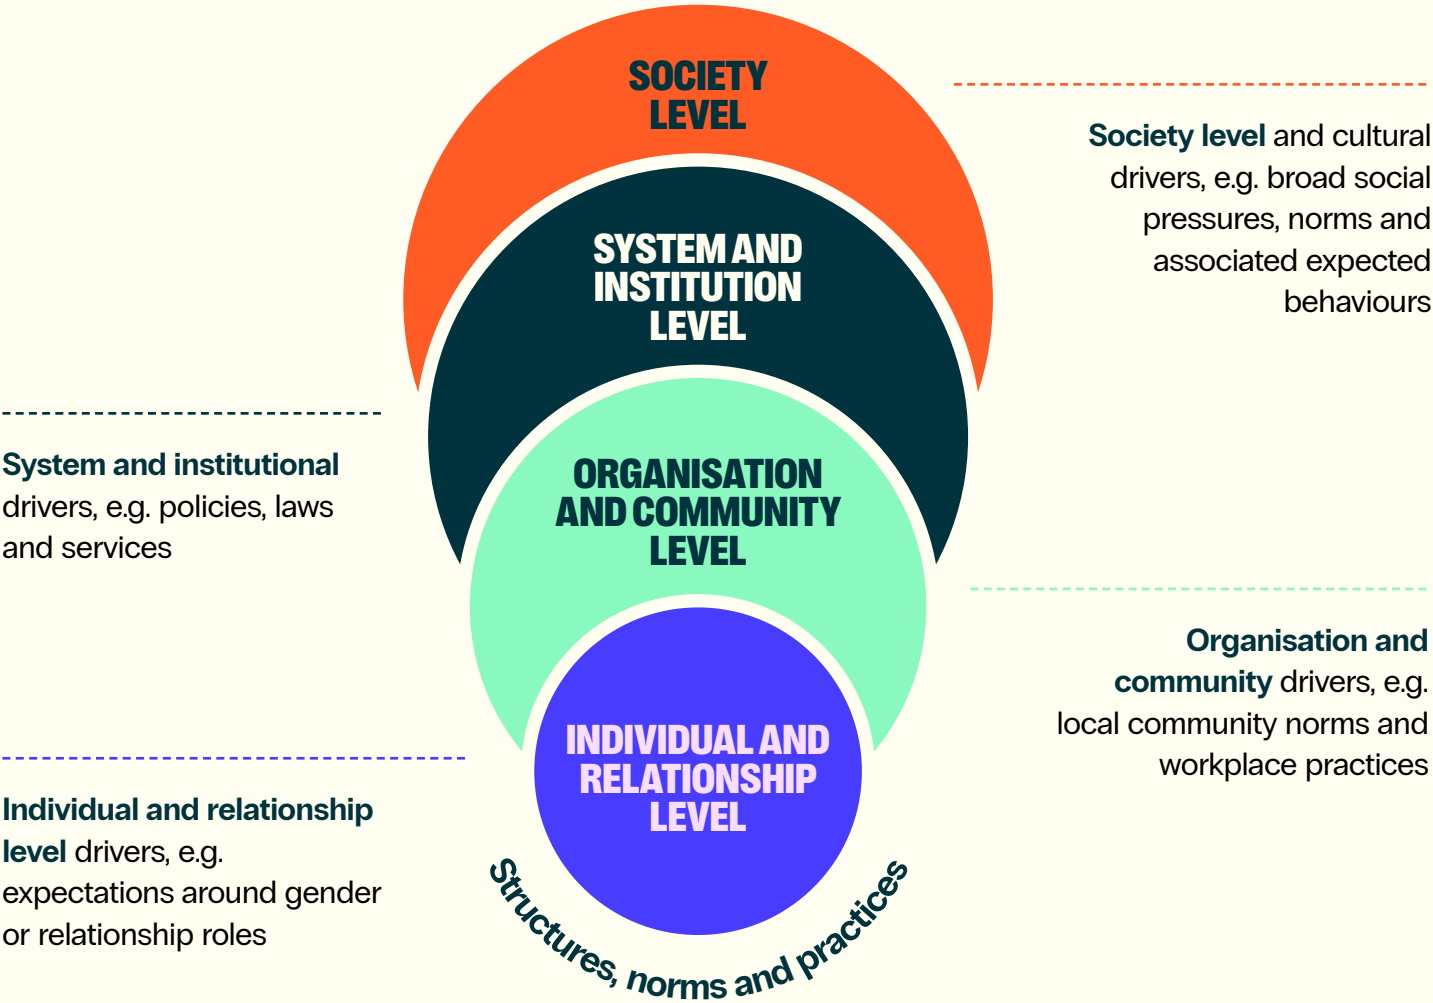 SOCIETY
LEVEL
Society level and cultural
drivers, e.g. broad social
pressures, norms and
associated expected
behaviours
SYSTEM AND
INSTITUTION
LEVEL
System and institutional
drivers, e.g. policies, laws
and services
ORGANISATION
AND COMMUNITY
LEVEL
Organisation and
community drivers, e.g.
local community norms and
workplace practices
INDIVIDUAL AND
RELATIONSHIP
LEVEL
Individual and relationship
level drivers, e.g.
expectations around gender
or relationship roles
Structures, norms and practices